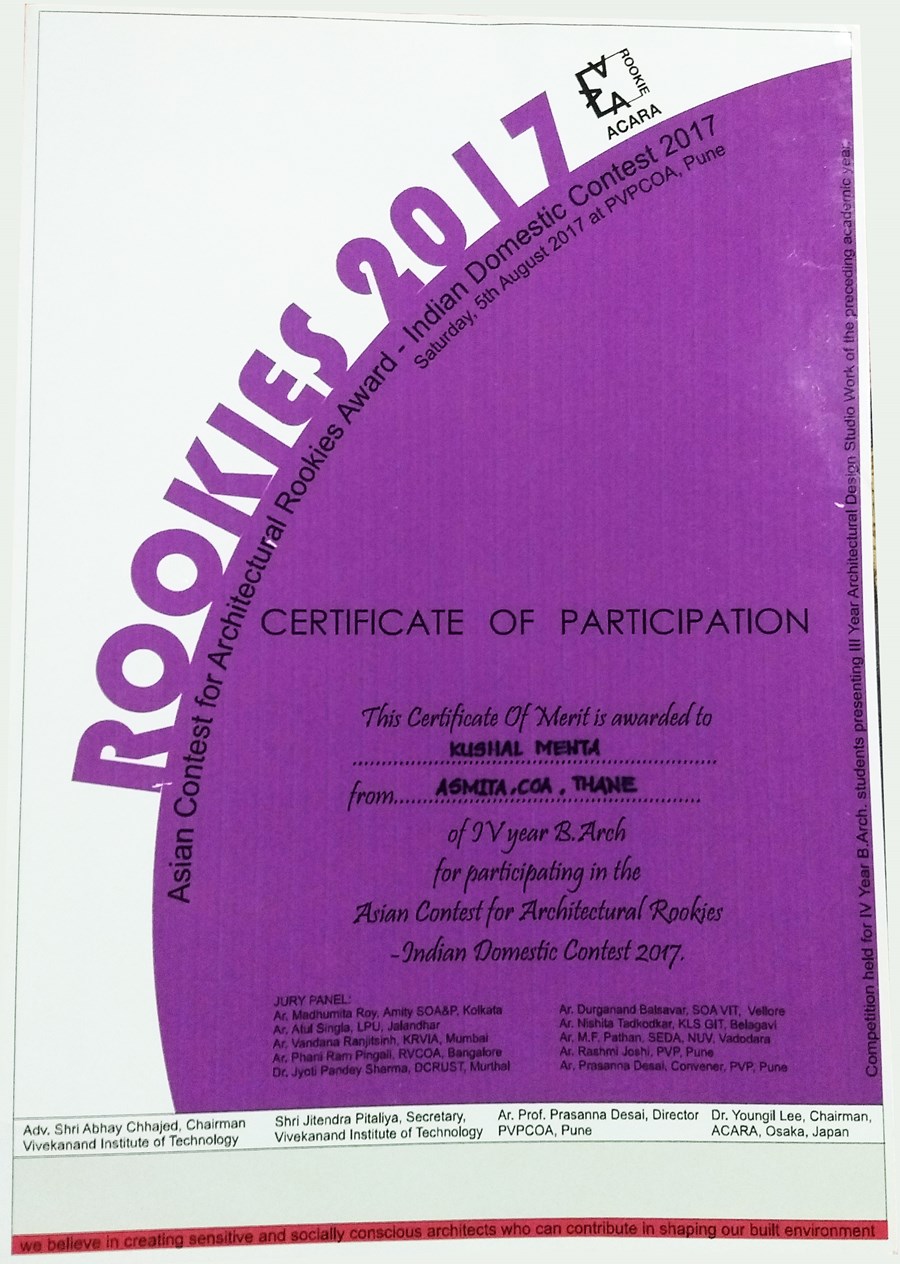 ROOKIE
ACARA
ROOKIES 2017
Asian Contest for Architectural Rookies Award - Indian Domestic Contest 2017
Saturday, 5th August 2017 at PVPCOA, Pune
Competition held for IV Year B.Arch. students presenting III Year Architectural Design Studio Work of the preceding academic year.
CERTIFICATE OF PARTICIPATION
This Certificate Of Merit is awarded to
KUSHAL MEHTA
from ASMITA.COA, THANE
of IV year B.Arch
for participating in the
Asian Contest for Architectural Rookies
-Indian Domestic Contest 2017.
JURY PANEL:
Ar. Madhumita Roy, Amity SOA&P, Kolkata
Ar. Atul Singla, LPU, Jalandhar
Ar. Vandana Ranjitsinh, KRVIA, Mumbai
Ar. Phani Ram Pingali, RVCOA, Bangalore
Dr. Jyoti Pandey Sharma, DCRUST, Murthal
Ar. Durganand Balsavar, SOA VIT, Vellore
Ar. Nishita Tadkodkar, KLS GIT, Belagavi
Ar. M.F. Pathan, SEDA, NUV, Vadodara
Ar. Rashmi Joshi, PVP, Pune
Ar. Prasanna Desai, Convener, PVP, Pune
Adv. Shri Abhay Chhajed, Chairman
Vivekanand Institute of Technology
Shri Jitendra Pitaliya, Secretary,
Vivekanand Institute of Technology
Ar. Prof. Prasanna Desai, Director
PVPCOA, Pune
Dr. Youngil Lee, Chairman,
ACARA, Osaka, Japan
we believe in creating sensitive and socially conscious architects who can contribute in shaping our built environment